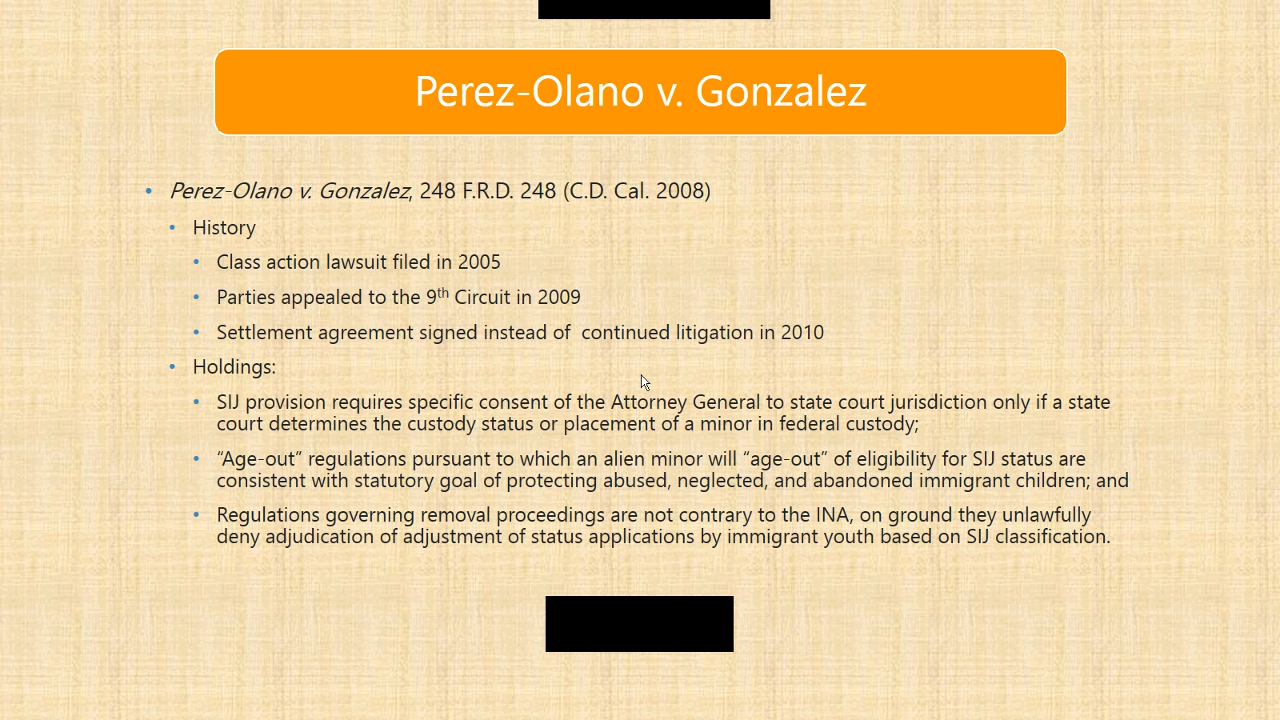 Perez-Olano v. Gonzalez
• Perez-Olano v. Gonzalez, 248 F.R.D. 248 (C.D. Cal. 2008)
• History
• Class action lawsuit filed in 2005
• Parties appealed to the 9th Circuit in 2009
• Settlement agreement signed instead of  continued litigation in 2010
• Holdings:
• SIJ provision requires specific consent of the Attorney General to state court jurisdiction only if a state
court determines the custody status or placement of a minor in federal custody;
• “Age-out” regulations pursuant to which an alien minor will “age-out” of eligibility for SIJ status are
consistent with statutory goal of protecting abused, neglected, and abandoned immigrant children; and
• Regulations governing removal proceedings are not contrary to the INA, on ground they unlawfully
deny adjudication of adjustment of status applications by immigrant youth based on SIJ classification.